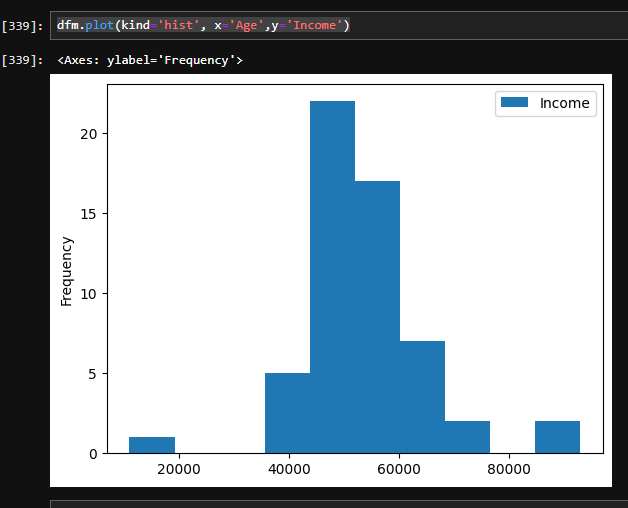 [339]: dfm.plot(kind='hist', x='Age',y='Income')
[339]: <Axes: ylabel='Frequency'>
Income
20
15
10
5
0
Frequency
20000 40000 60000 80000